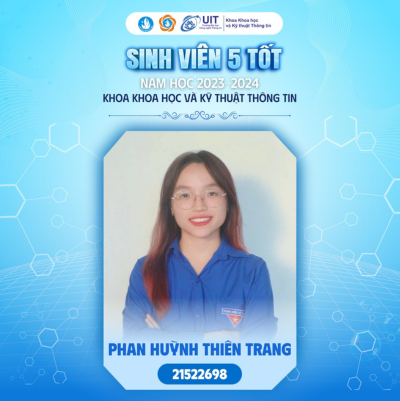 UIT
Khoa Khoa học
và Kỹ thuật Thông tin
SINH VIÊN 5 TỐT
NĂM HỌC 2023 - 2024
KHOA KHOA HỌC VÀ KỸ THUẬT THÔNG TIN
PHAN HUỲNH THIÊN TRANG
21522698